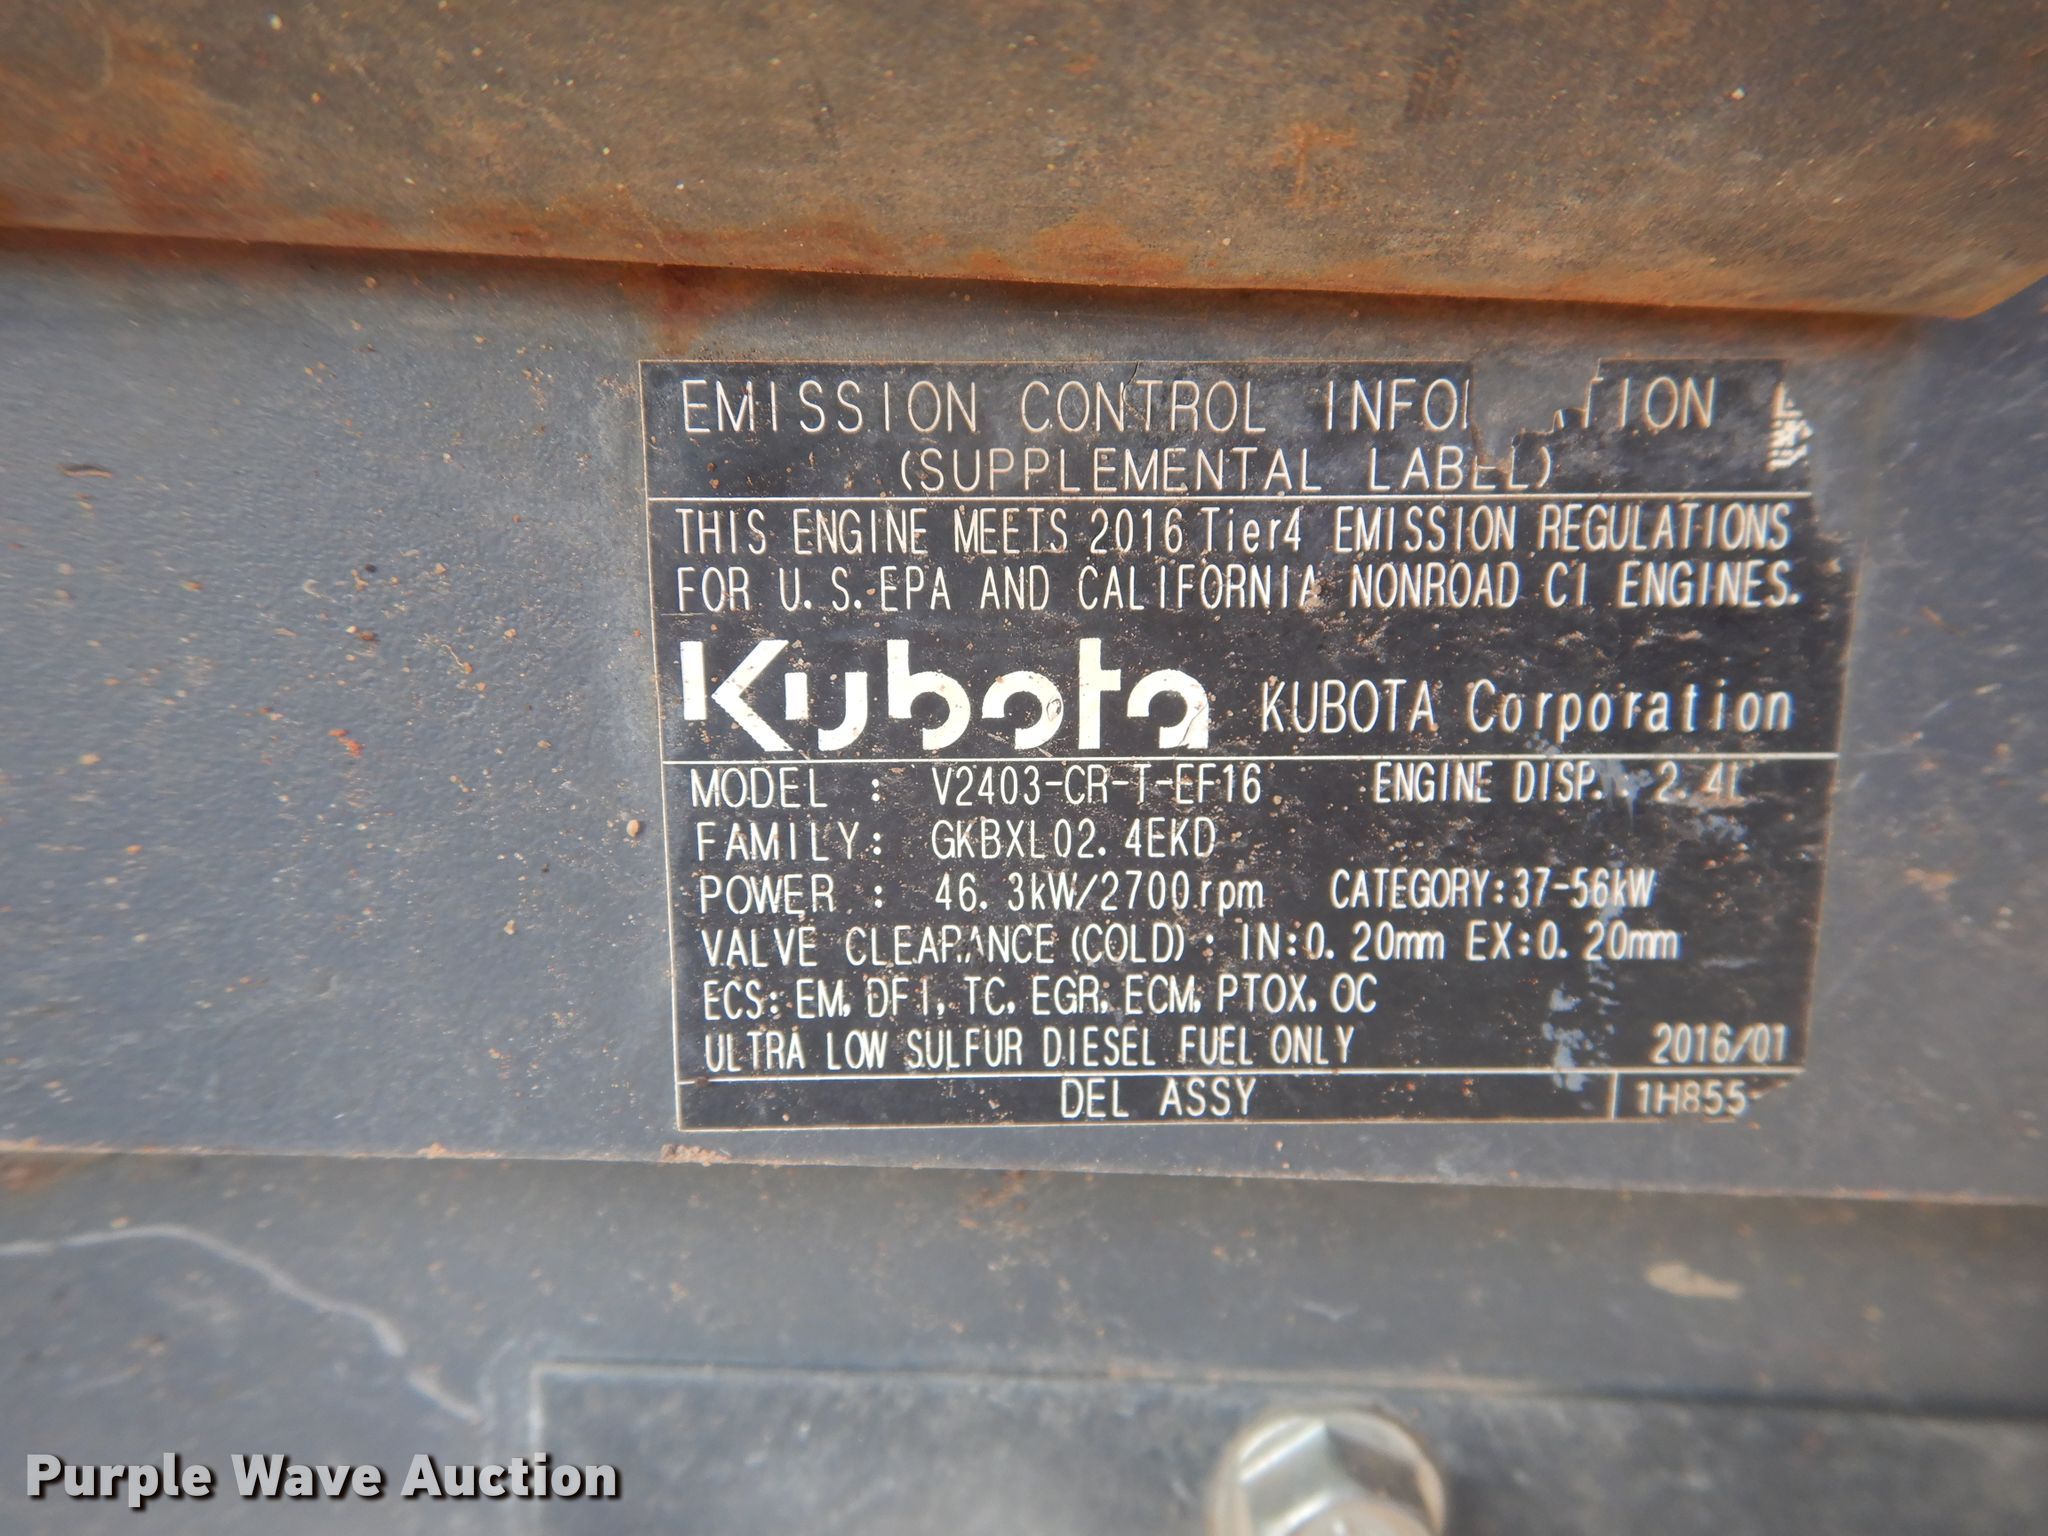 EMISSION CONTROL
(SUPPLEMENTAL LABEL)
THIS ENGINE MEETS 2016 Tier4 EMISSION REGULATIONS
FOR U.S.EPA AND CALIFORNIA NONROAD CI ENGINES.
Kubota KUBOTA Corporation
MODEL : V2403-CR-T-EF16 ENGINE DISP.: 2.4L
FAMILY: GKBXL02.4EKD
POWER : 46.3kW/2700rpm CATEGORY:37-56kW
VALVE CLEARANCE(COLD): IN:0.20mm EX:0.20mm
ECS:EM, DFI, TC, EGR, ECM, PTOX, OC
ULTRA LOW SULFUR DIESEL FUEL ONLY 2016/01
DEL ASSY
Purple Wave Auction